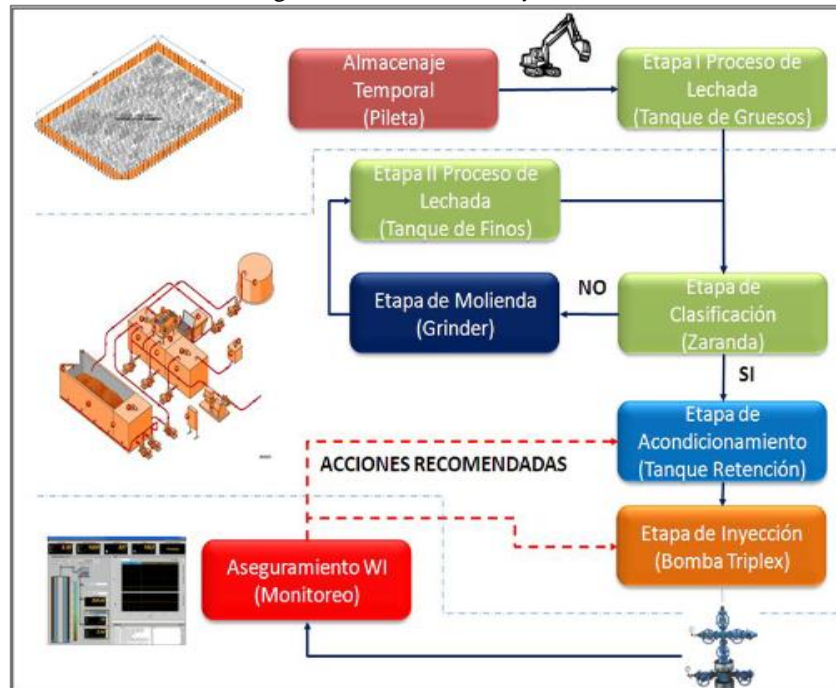 Almacenaje
Temporal
(Pileta)
Etapa I Proceso de
Lechada
(Tanque de Gruesos)
Etapa II Proceso de
Lechada
(Tanque de Finos)
Etapa de Molienda
(Grinder)
NO
Etapa de
Clasificación
(Zaranda)
SI
Etapa de
Acondicionamiento
(Tanque Retención)
ACCIONES RECOMENDADAS
Etapa de Inyección
(Bomba Triplex)
Aseguramiento WI
(Monitoreo)